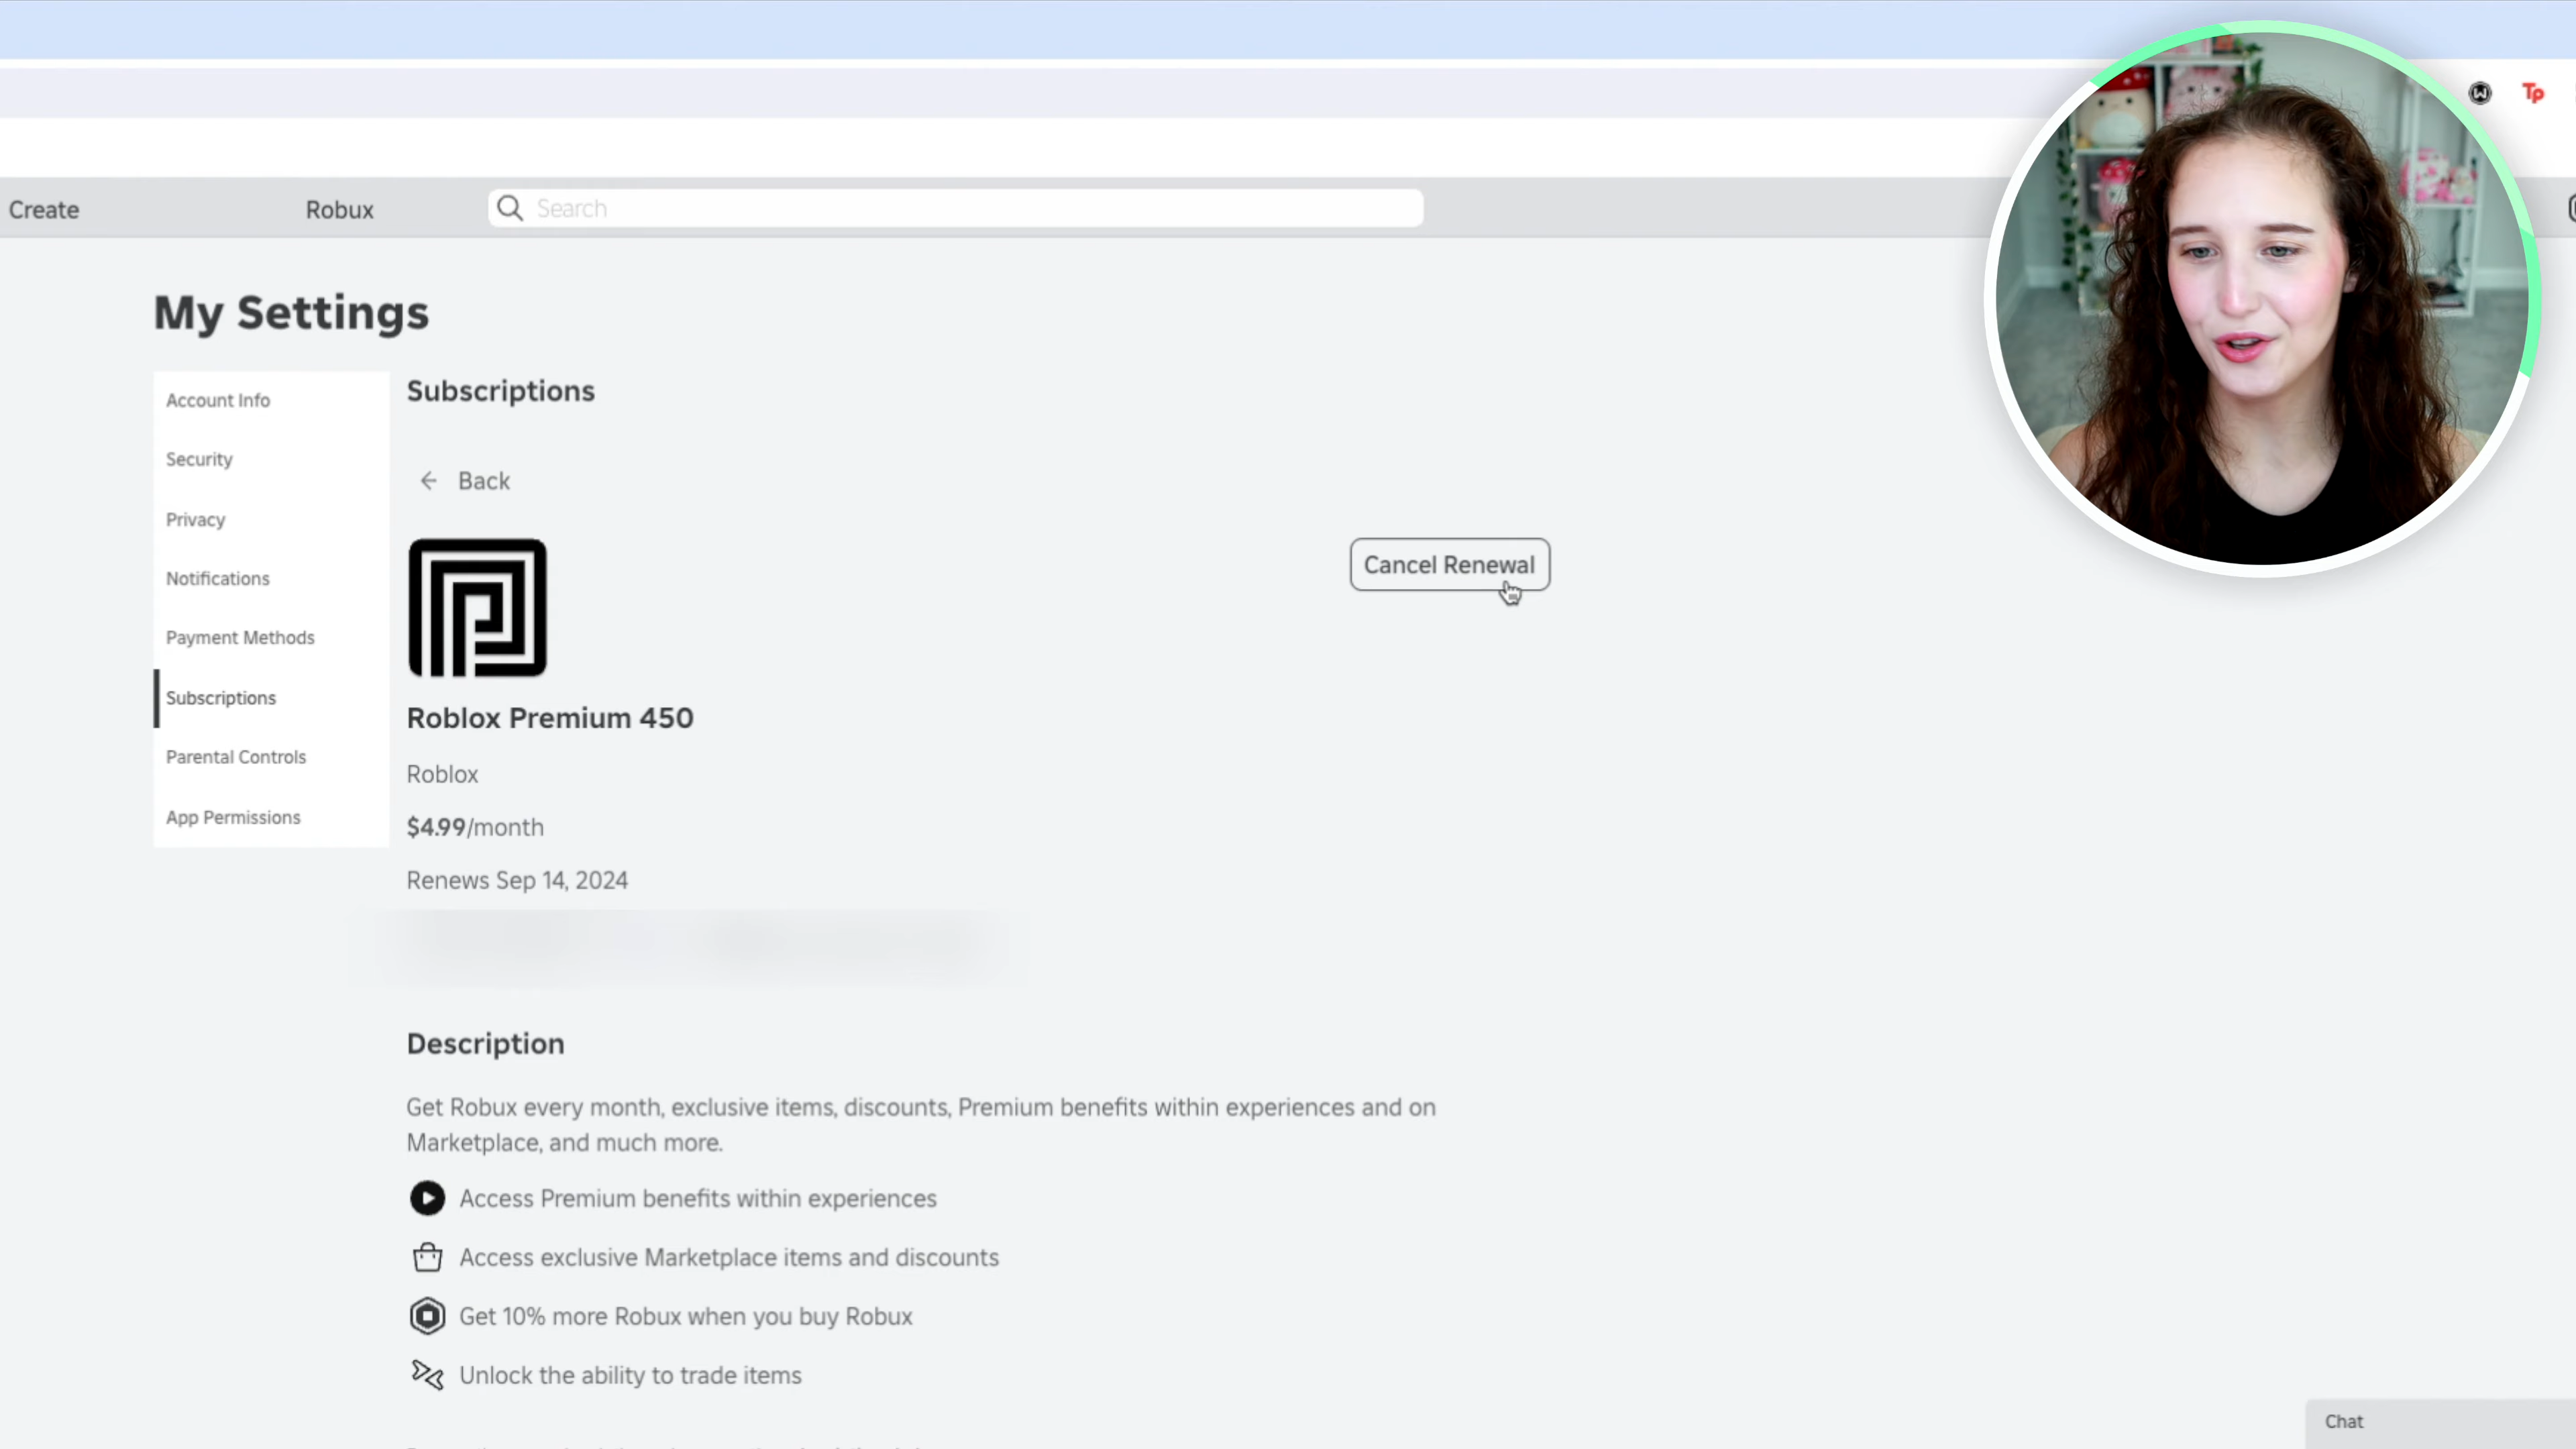 Tp
Create
Robux
Search
My Settings
Account Info
Security
Privacy
Notifications
Payment Methods
Subscriptions
Parental Controls
App Permissions
Subscriptions
Back
Cancel Renewal
Roblox Premium 450
Roblox
$4.99/month
Renews Sep 14, 2024
Description
Get Robux every month, exclusive items, discounts, Premium benefits within experiences and on
Marketplace, and much more.
Access Premium benefits within experiences
Access exclusive Marketplace items and discounts
Get 10% more Robux when you buy Robux
Unlock the ability to trade items
Chat